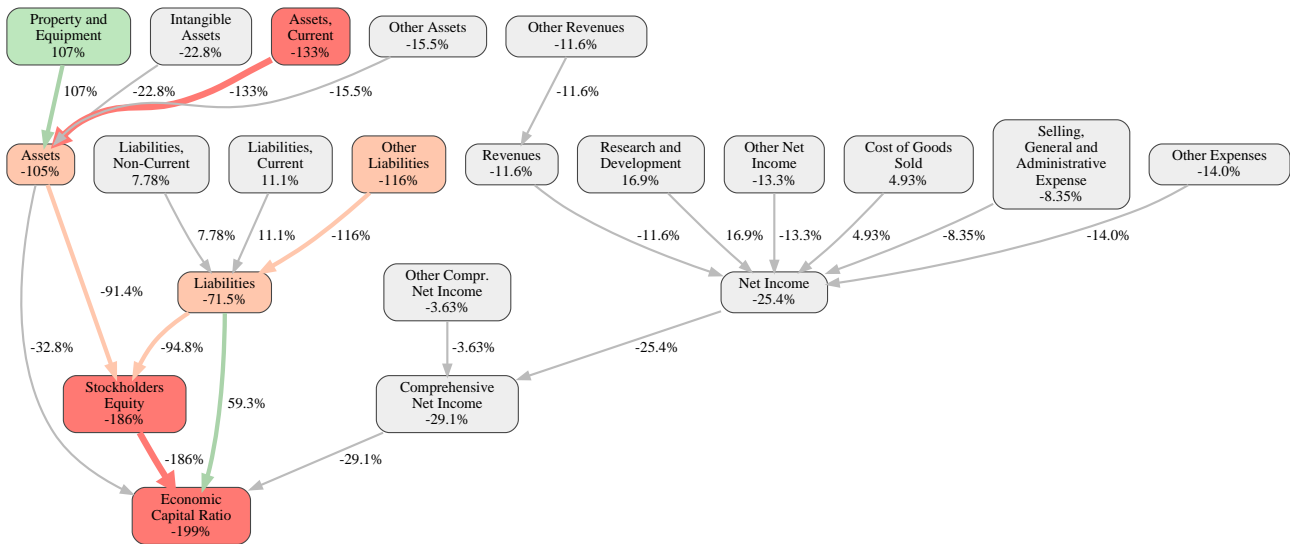 Property and
Equipment
107%
Intangible
Assets
-22.8%
Assets,
Current
-133%
Other Assets
-15.5%
Other Revenues
-11.6%
107%
-22.8%
-133%
-15.5%
-11.6%
Assets
-105%
Liabilities,
Non-Current
7.78%
Liabilities,
Current
11.1%
Other
Liabilities
-116%
Revenues
-11.6%
Research and
Development
16.9%
Other Net
Income
-13.3%
Cost of Goods
Sold
4.93%
Selling,
General and
Administrative
Expense
-8.35%
Other Expenses
-14.0%
7.78%
11.1%
-116%
-11.6%
16.9%
-13.3%
4.93%
-8.35%
-14.0%
-91.4%
Liabilities
-71.5%
Other Compr.
Net Income
-3.63%
Net Income
-25.4%
-32.8%
-94.8%
-3.63%
-25.4%
Stockholders
Equity
-186%
59.3%
Comprehensive
Net Income
-29.1%
-186%
-29.1%
Economic
Capital Ratio
-199%